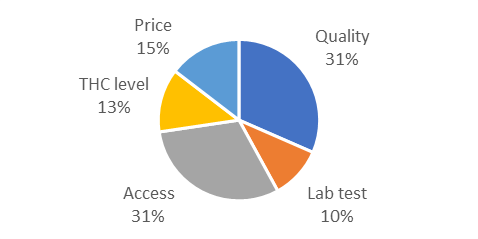 Price
15%
Quality
31%
THC level
13%
Access
31%
Lab test
10%